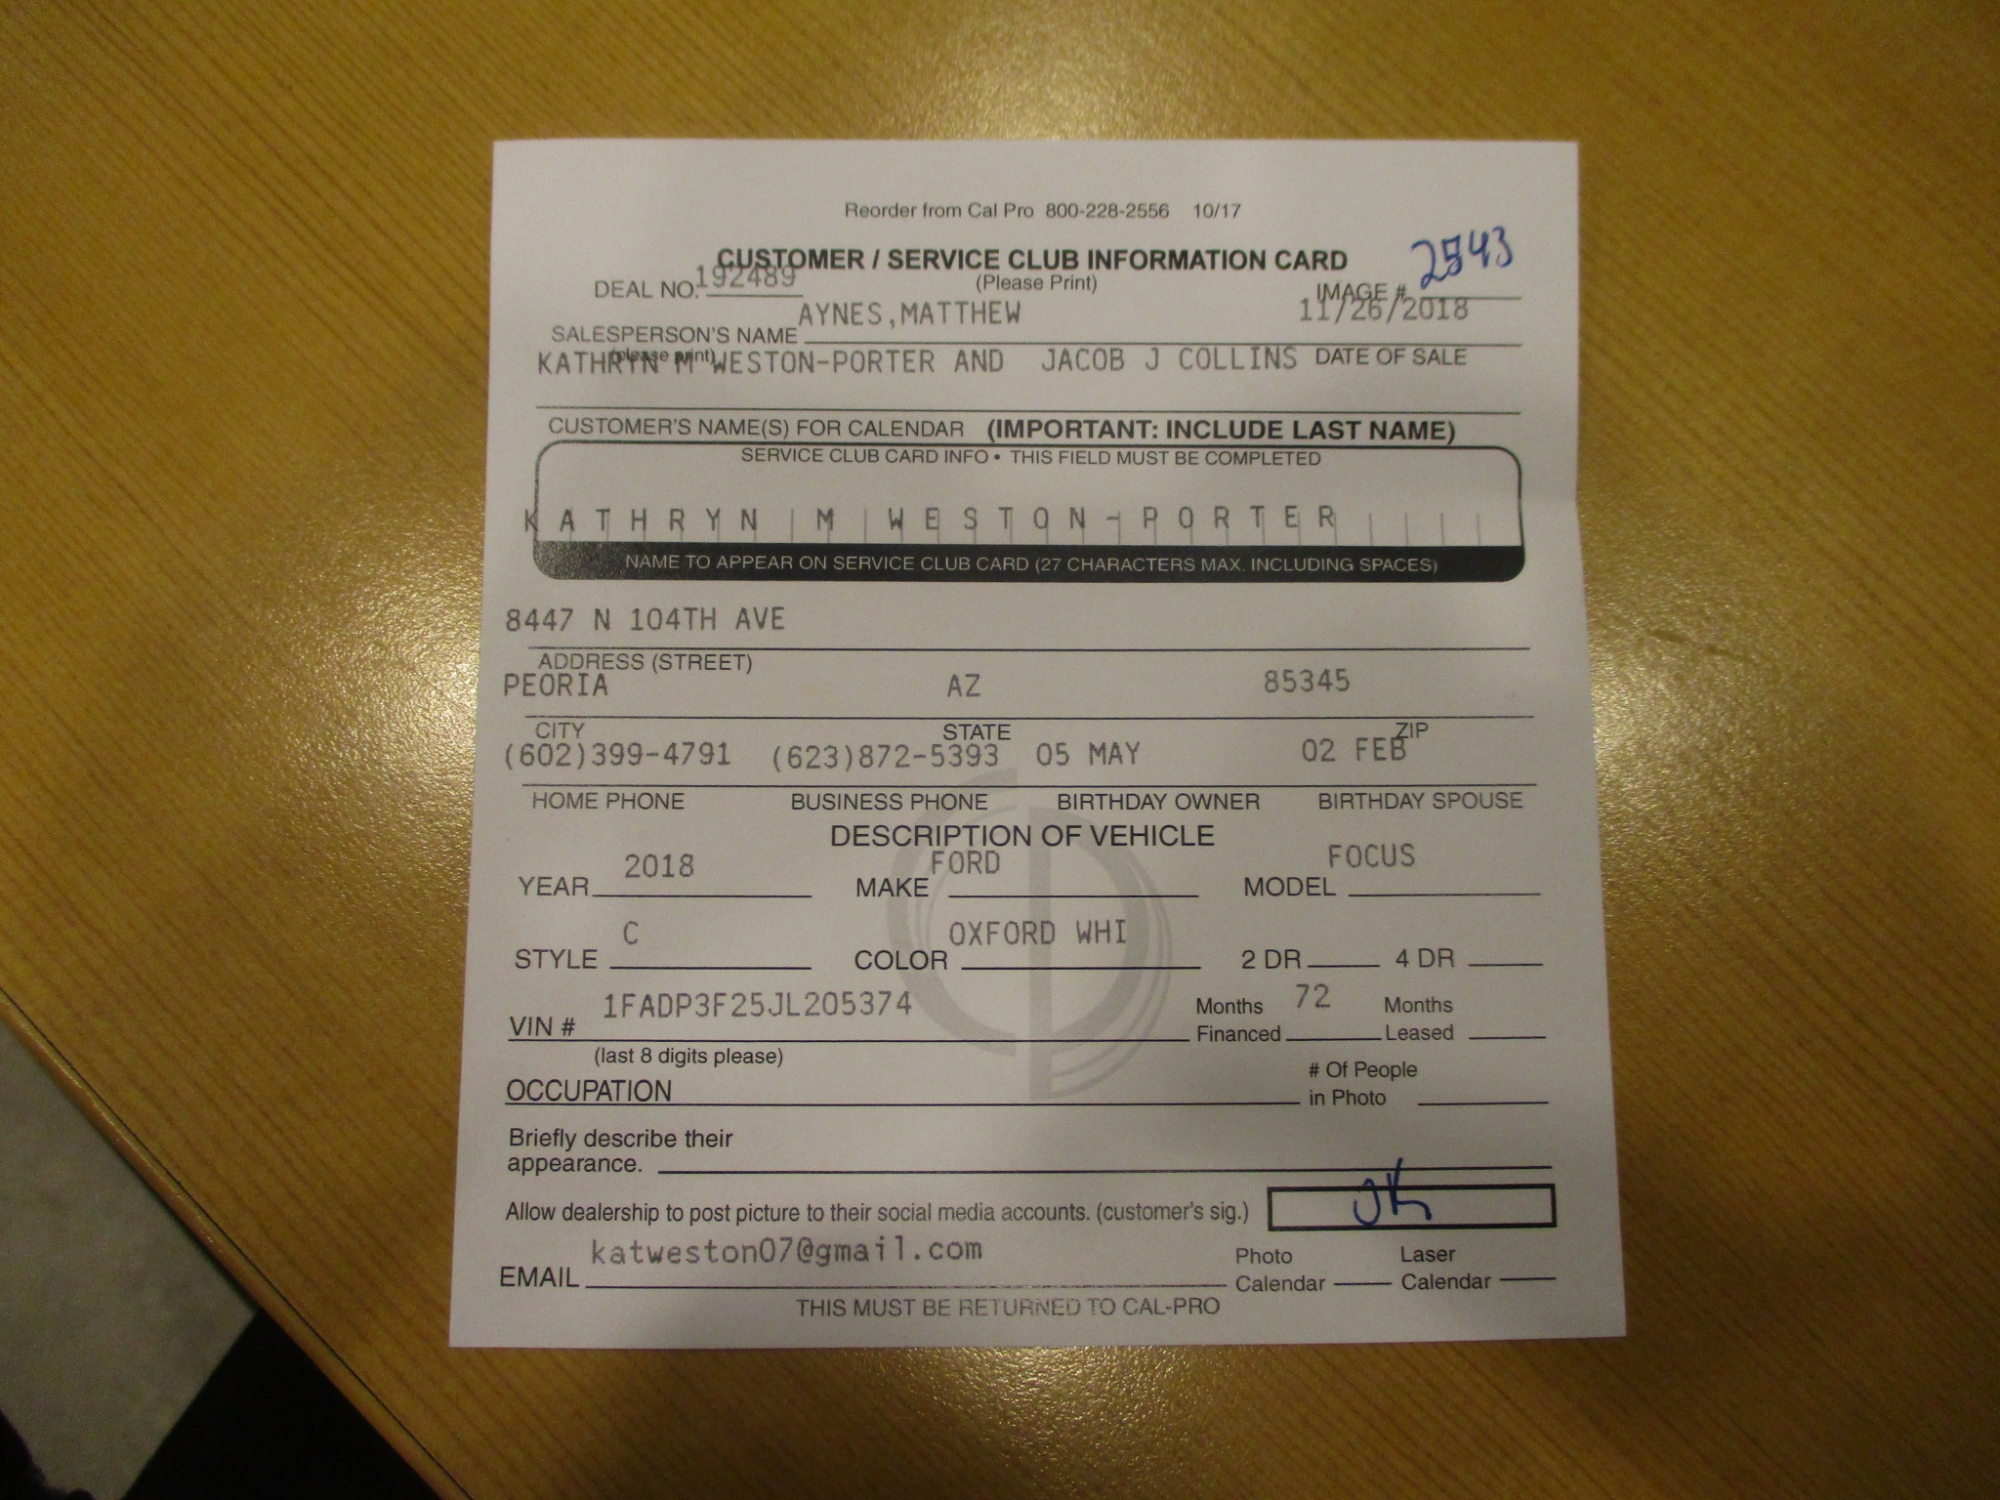 Reorder from Cal Pro 800-228-2556 10/17
CUSTOMER / SERVICE CLUB INFORMATION CARD
(Please Print)
DEAL NO. 192489
IMAGE # 2543
AYNES,MATTHEW 11/26/2018
SALESPERSON'S NAME
(please print)
KATHRYN M WESTON-PORTER AND JACOB J COLLINS DATE OF SALE
CUSTOMER'S NAME(S) FOR CALENDAR (IMPORTANT: INCLUDE LAST NAME)
SERVICE CLUB CARD INFO • THIS FIELD MUST BE COMPLETED
KATHRYN M WESTON-PORTER
NAME TO APPEAR ON SERVICE CLUB CARD (27 CHARACTERS MAX. INCLUDING SPACES)
8447 N 104TH AVE
ADDRESS (STREET)
PEORIA AZ 85345
CITY STATE ZIP
(602)399-4791 (623)872-5393 05 MAY 02 FEB
HOME PHONE BUSINESS PHONE BIRTHDAY OWNER BIRTHDAY SPOUSE
DESCRIPTION OF VEHICLE
YEAR 2018 MAKE FORD MODEL FOCUS
STYLE C COLOR OXFORD WHI 2 DR 4 DR
VIN # 1FADP3F25JL205374 Months Financed 72 Months Leased
(last 8 digits please)
OCCUPATION # Of People in Photo
Briefly describe their
appearance.
Allow dealership to post picture to their social media accounts. (customer's sig.)
EMAIL katweston07@gmail.com Photo Calendar Laser Calendar
THIS MUST BE RETURNED TO CAL-PRO